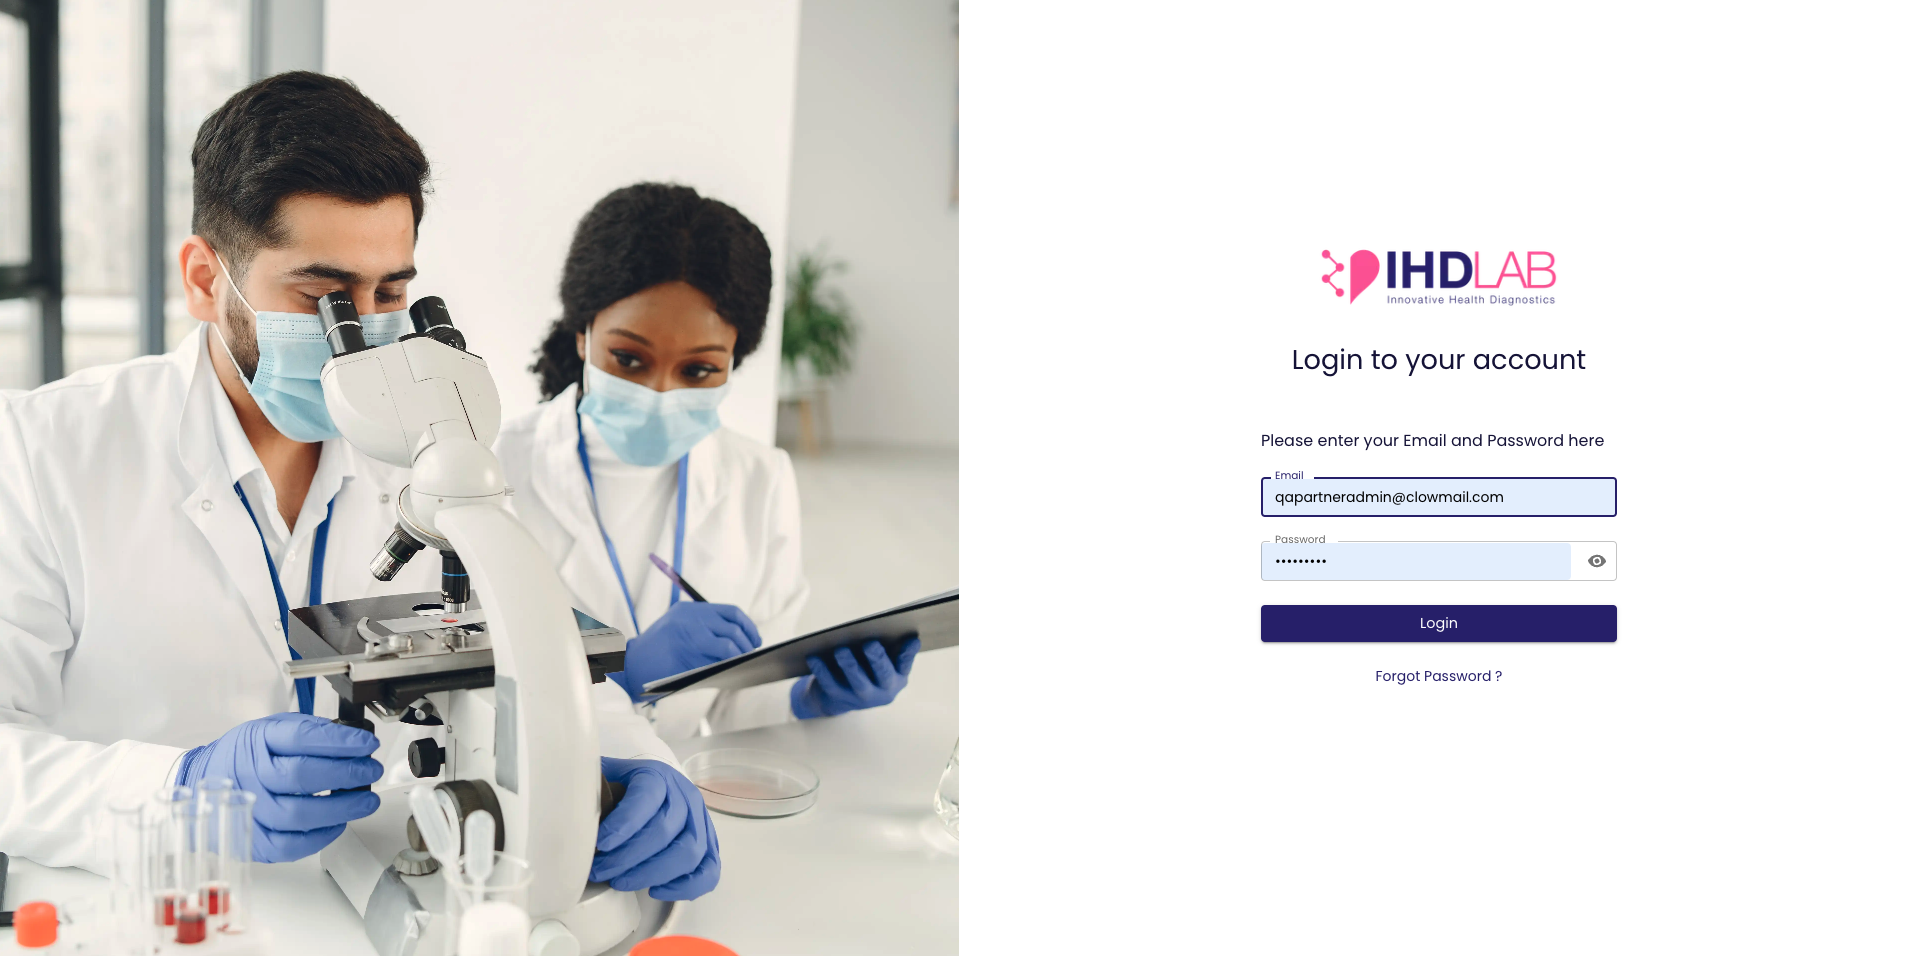 IHDLAB
Innovative Health Diagnostics
Login to your account
Please enter your Email and Password here
Email
qapartneradmin@clowmail.com
Password
•••••••••
Login
Forgot Password ?